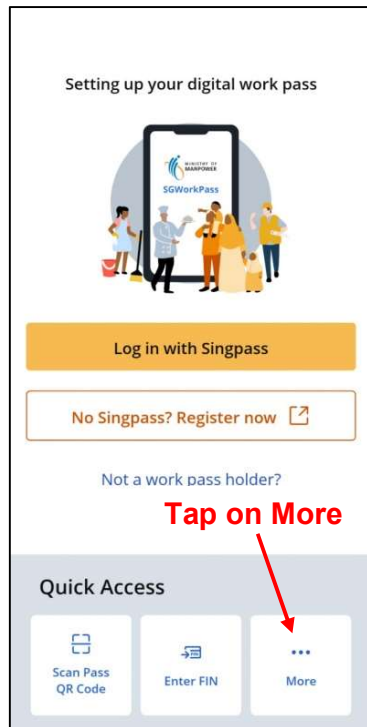 Setting up your digital work pass
MINISTRY OF
MANPOWER
SGWorkPass
Log in with Singpass
No Singpass? Register now
Not a work pass holder?
Tap on More
Quick Access
Scan Pass
QR Code
Enter FIN
More